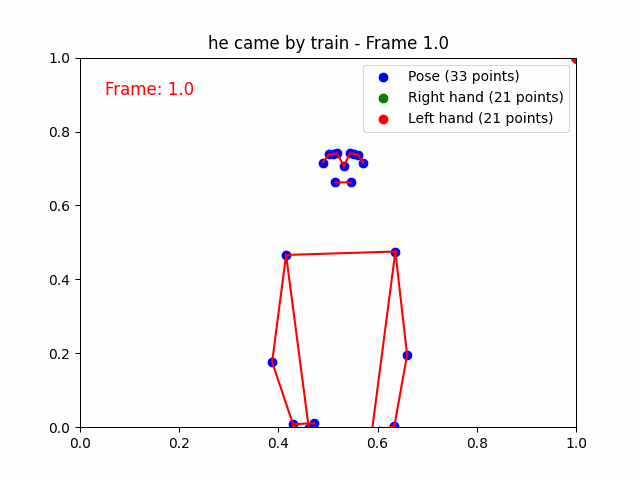 he came by train - Frame 1.0
Frame: 1.0
Pose (33 points)
Right hand (21 points)
Left hand (21 points)
1.0
0.8
0.6
0.4
0.2
0.0
0.0 0.2 0.4 0.6 0.8 1.0